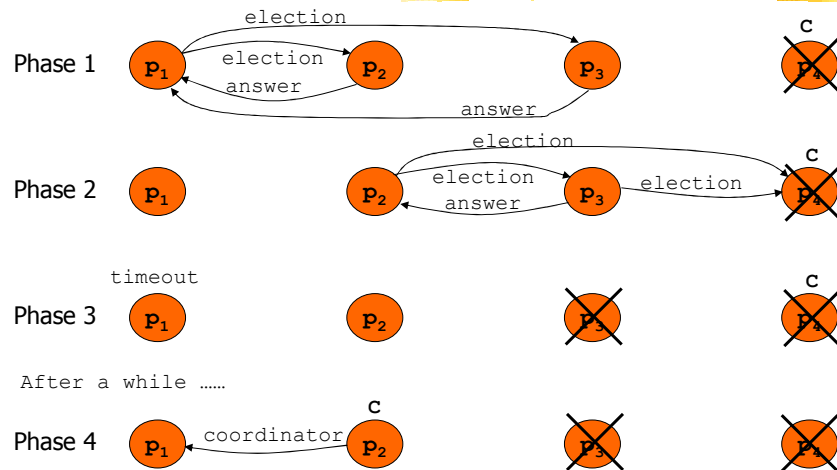 election
C
Phase 1
p1
election
p2
p3
p4
answer
answer
election
C
Phase 2
p1
p2
election
p3
election
p4
answer
timeout
C
Phase 3
p1
p2
p3
p4
After a while ......
C
Phase 4
p1
coordinator
p2
p3
p4